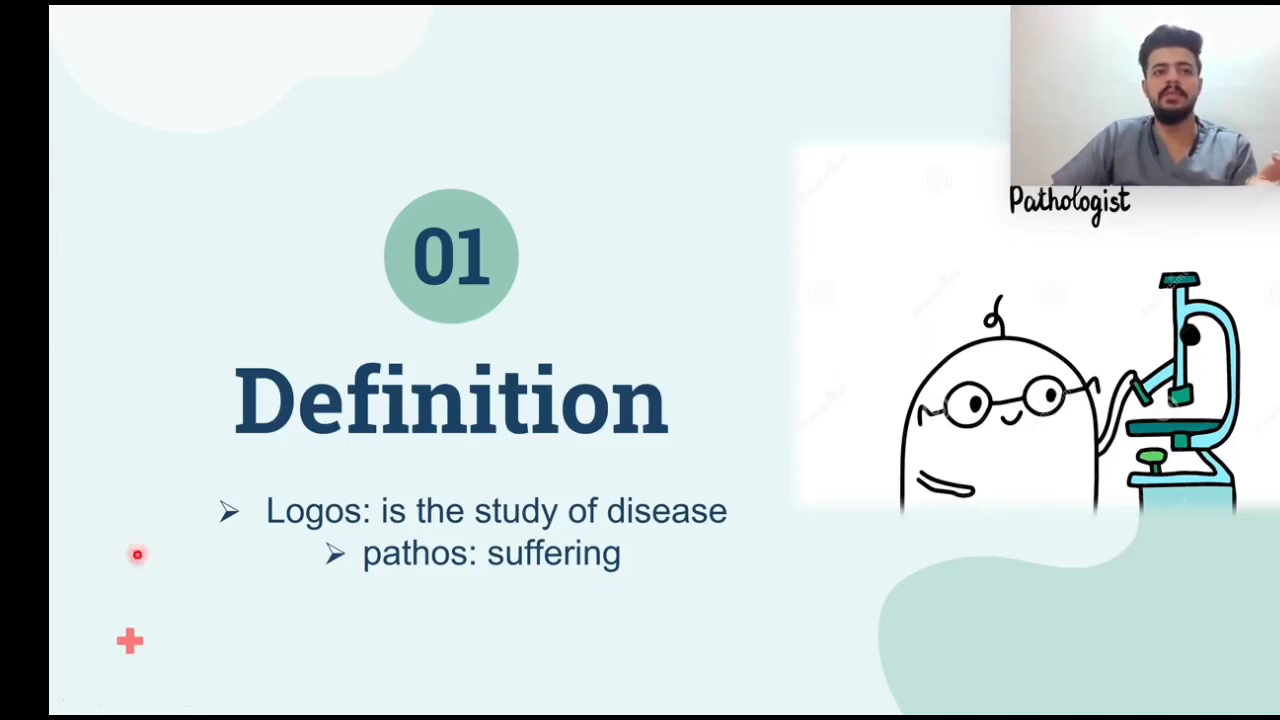 Pathologist
01
Definition
➢ Logos: is the study of disease
➢ pathos: suffering